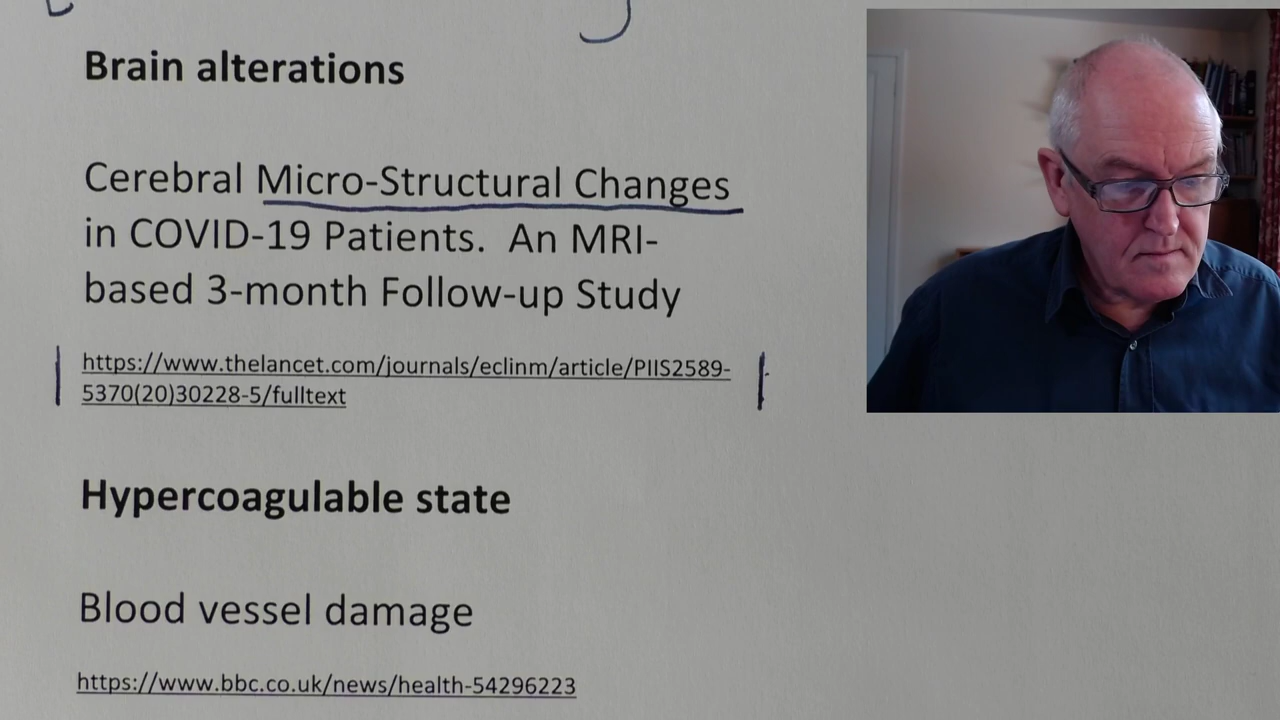 Brain alterations
Cerebral Micro-Structural Changes
in COVID-19 Patients.  An MRI-
based 3-month Follow-up Study
https://www.thelancet.com/journals/eclinm/article/PIIS2589-
5370(20)30228-5/fulltext
Hypercoagulable state
Blood vessel damage
https://www.bbc.co.uk/news/health-54296223